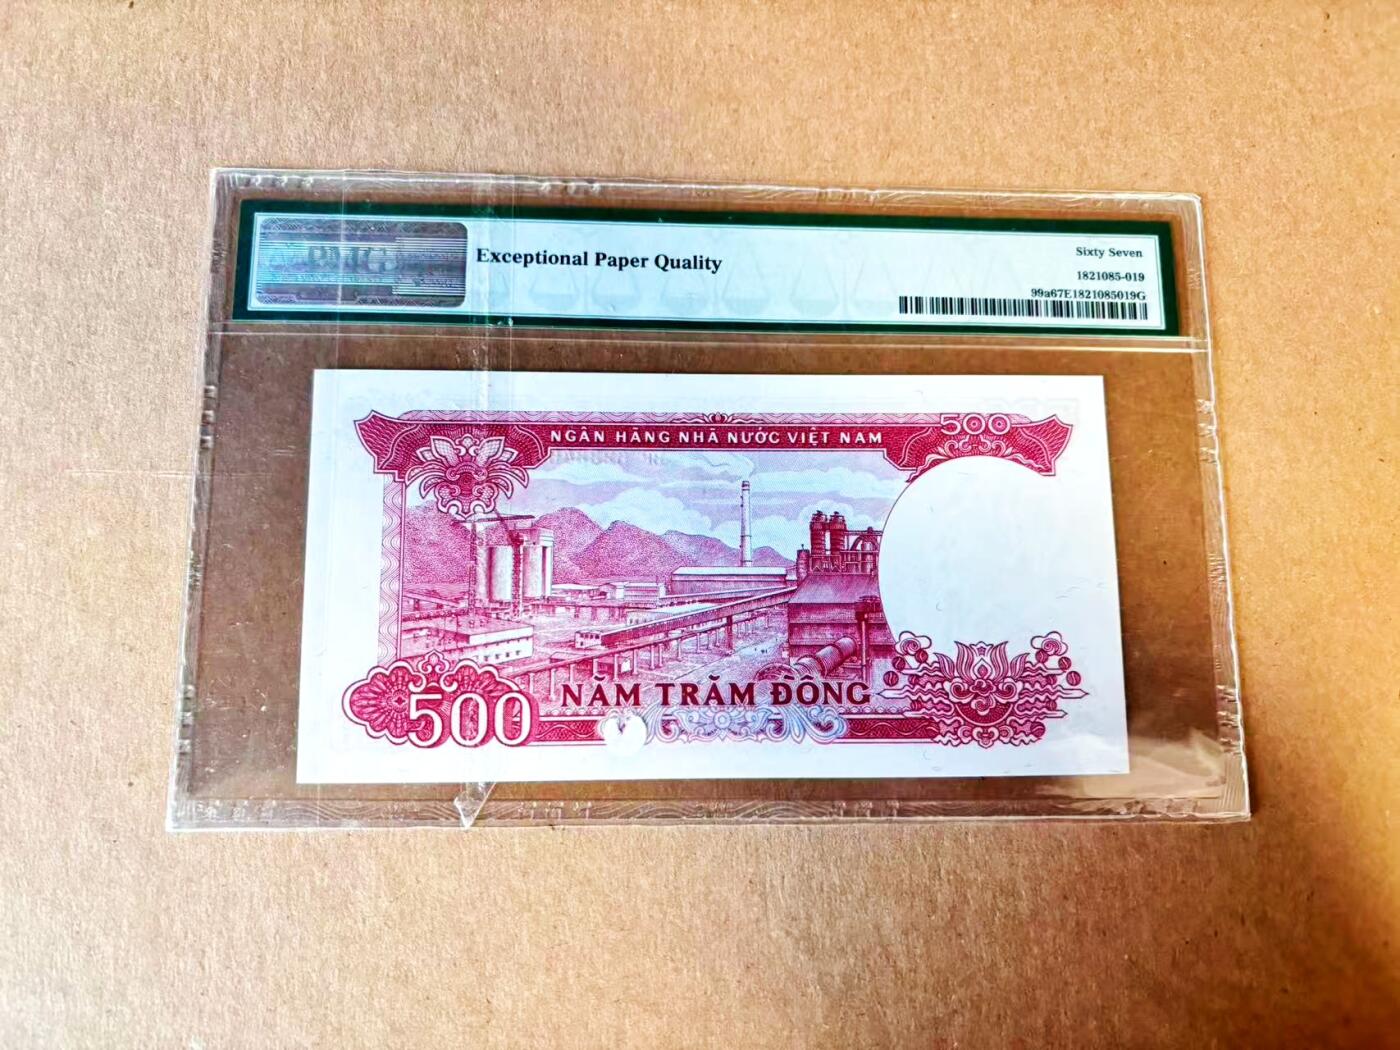 PMG
Exceptional Paper Quality
Sixty Seven
1821085-019
99a67E1821085019G
NGÂN HÀNG NHÀ NƯỚC VIỆT NAM
500
500
NĂM TRĂM ĐỒNG